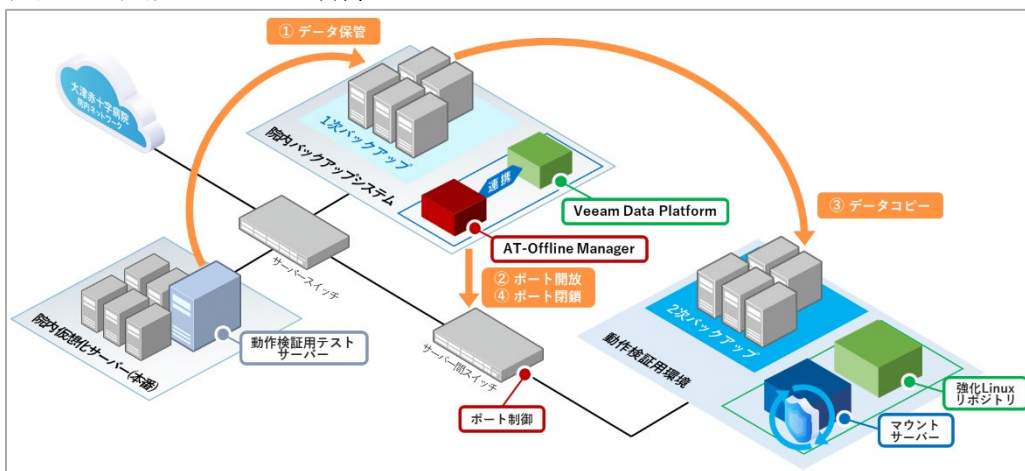 ① データ保管
大津赤十字病院
院内ネットワーク
1次バックアップ
院内バックアップシステム
連携
Veeam Data Platform
AT-Offline Manager
③ データコピー
サーバースイッチ
② ポート開放
④ ポート閉鎖
院内仮想化サーバー(本番)
動作検証用テスト
サーバー
サーバー間スイッチ
ポート制御
2次バックアップ
動作検証用環境
強化Linux
リポジトリ
マウント
サーバー